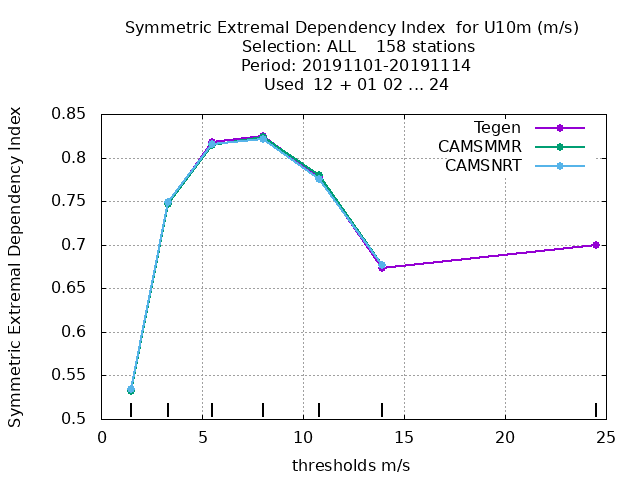 Symmetric Extremal Dependency Index for U10m (m/s)
Selection: ALL 158 stations
Period: 20191101-20191114
Used 12 + 01 02 ... 24
Symmetric Extremal Dependency Index
0.85
0.8
0.75
0.7
0.65
0.6
0.55
0.5
Tegen
CAMSMMR
CAMSNRT
0 5 10 15 20 25
thresholds m/s